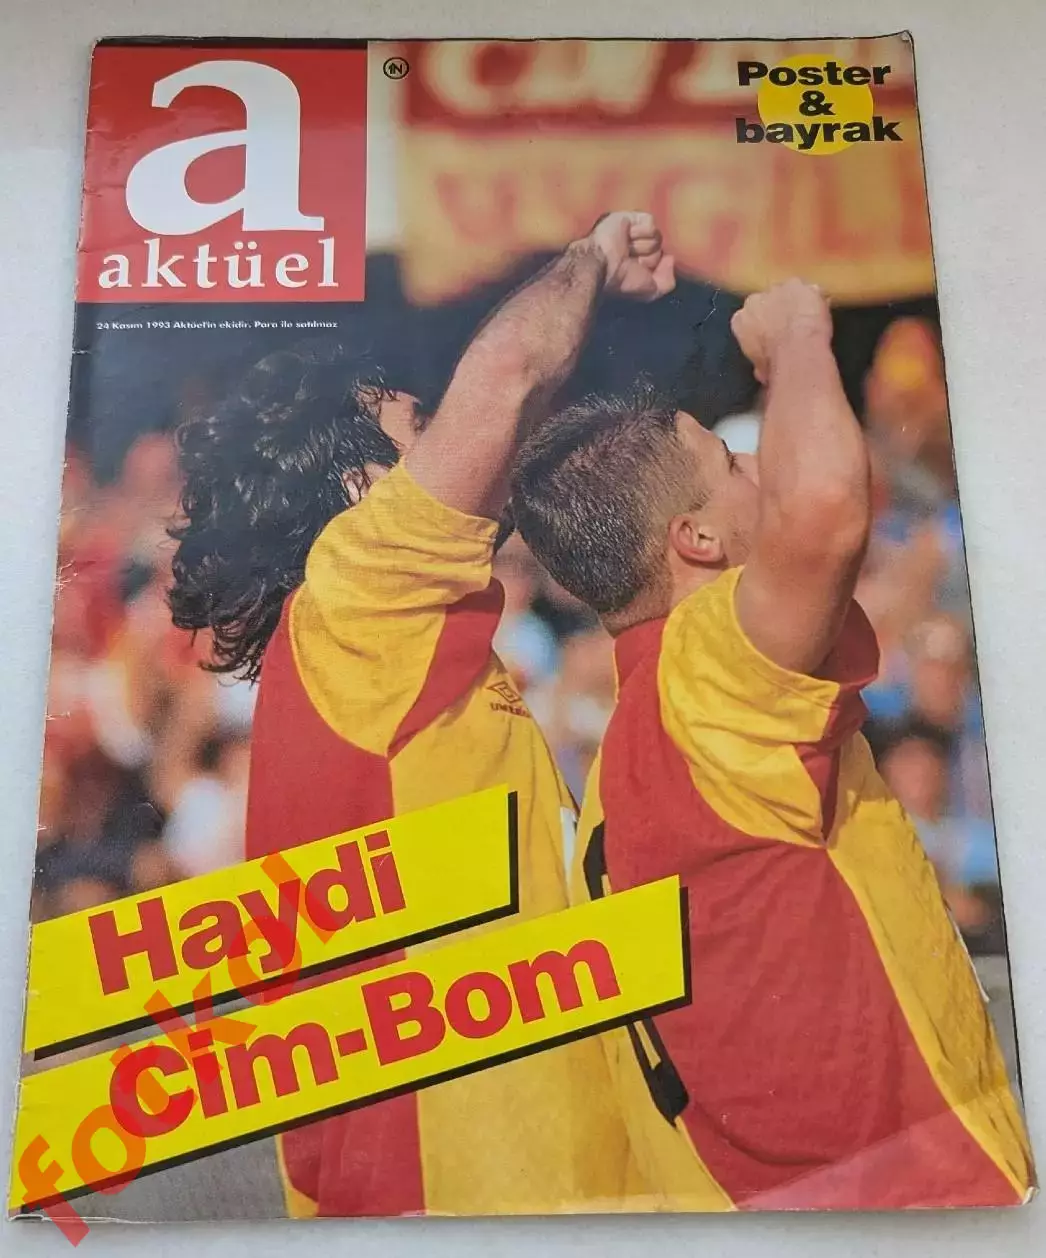 a
aktüel
Poster
&
bayrak
24 Kasım 1993 Aktüel'in ekidir. Para ile satılmaz
Haydi
Cim-Bom